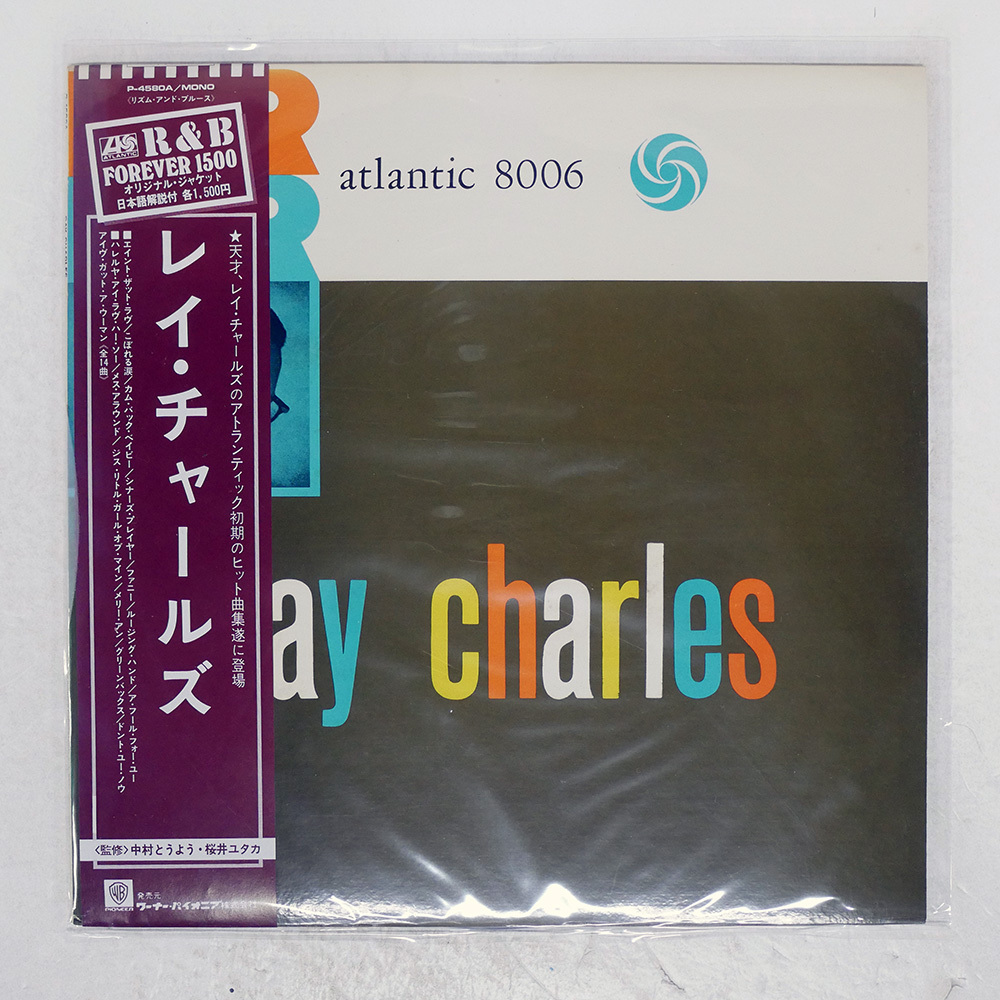 P-4580A/MONO
〈リズム・アンド・ブルース〉
ATLANTIC
R & B
FOREVER 1500
オリジナル・ジャケット
日本語解説付 各1,500円
★天才、レイ・チャールズのアトランティック初期のヒット曲集遂に登場
レイ・チャールズ
■エイント・ザット・ラヴ/こぼれる涙/カム・バック・ベイビー/シナーズ・プレイヤー/ファニー/ルージング・ハンド/ア・フール・フォー・ユー
■ハレルヤ・アイ・ラヴ・ハー・ソー/メス・アラウンド/ジス・リトル・ガール・オブ・マイン/メリー・アン/グリーンバックス/ドント・ユー・ノウ
アイヴ・ガット・ア・ウーマン〈全14曲〉
〈監修〉中村とうよう・桜井ユタカ
WB
PIONEER
発売元
ワーナー・パイオニア株式会社
R
atlantic 8006
R
ay charles